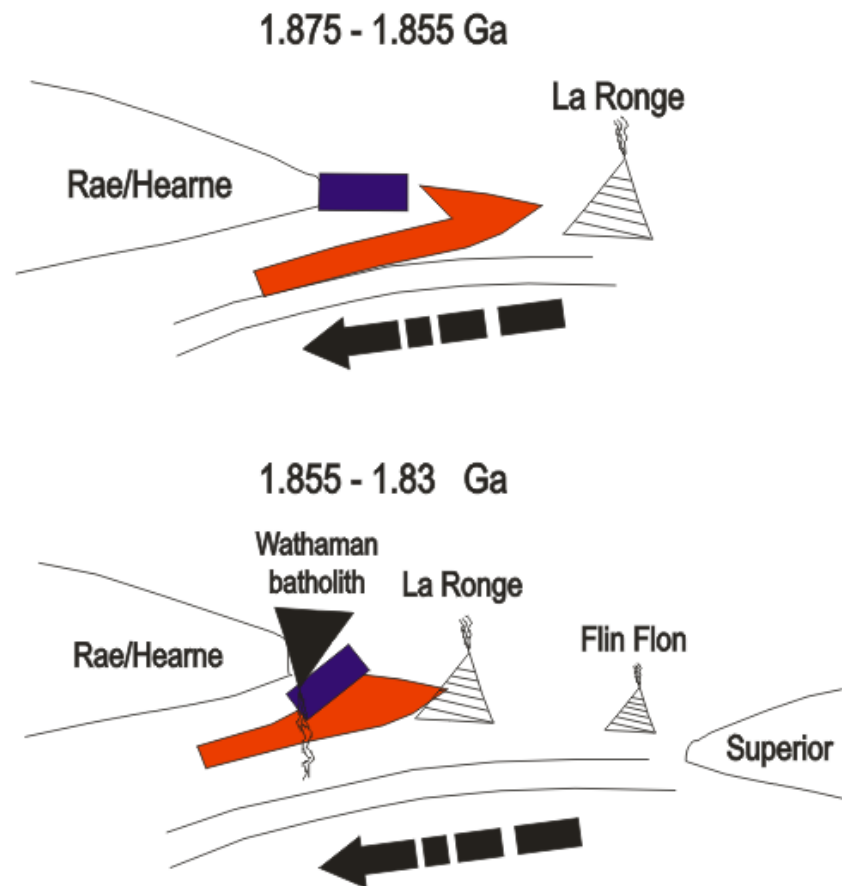 1.875 - 1.855 Ga
La Ronge
Rae/Hearne
1.855 - 1.83 Ga
Wathaman
batholith
La Ronge
Flin Flon
Rae/Hearne
Superior